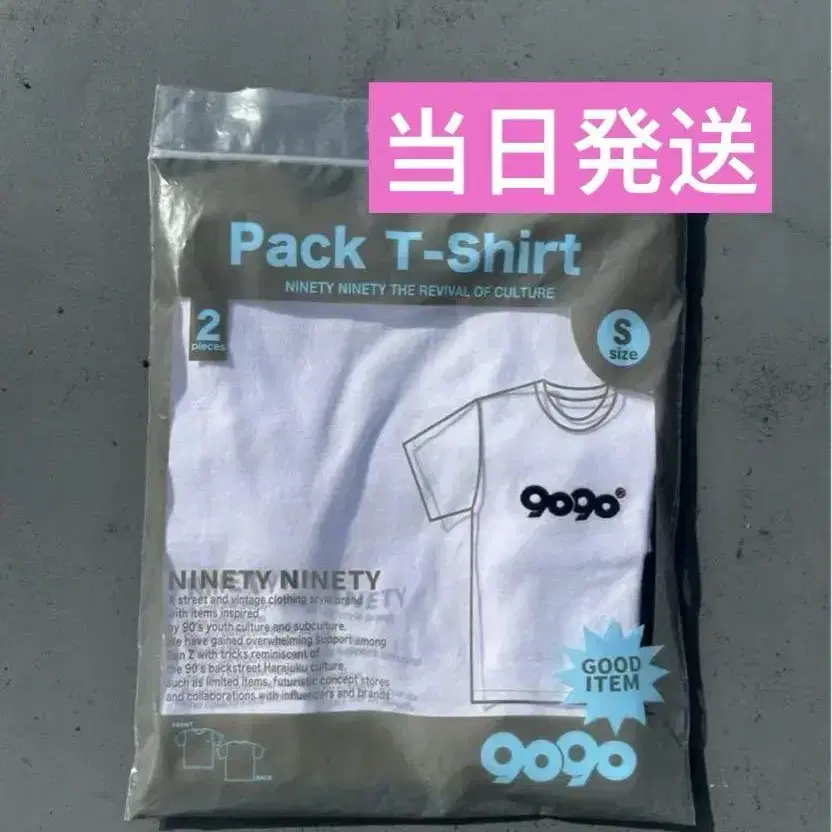 当日発送
Pack T-Shirt
NINETY NINETY THE REVIVAL OF CULTURE
2
pieces
S
size
9090®
NINETY NINETY
A street and vintage clothing style brand
with items inspired
by 90's youth culture and subculture.
We have gained overwhelming support among
Gen Z with tricks reminiscent of
the 90's backstreet Harajuku culture,
such as limited items, futuristic concept stores
and collaborations with influencers and brands
GOOD
ITEM
FRONT
BACK
9090